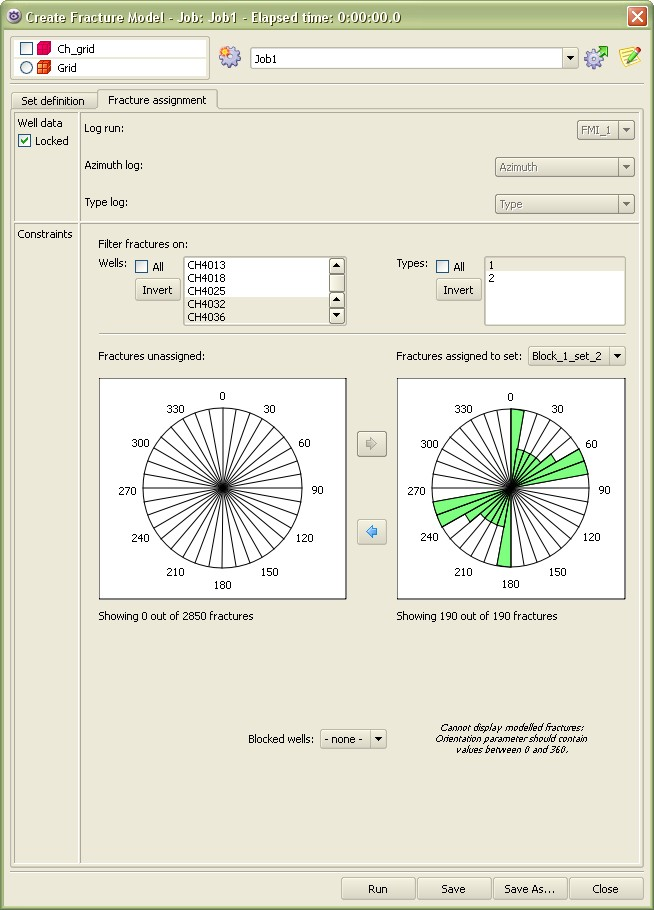 Create Fracture Model - Job: Job1 - Elapsed time: 0:00:00.0
Ch_grid
Grid
Job1
Set definition
Fracture assignment
Well data
Locked
Log run:
FMI_1
Azimuth log:
Azimuth
Type log:
Type
Constraints
Filter fractures on:
Wells:
All
Invert
CH4013
CH4018
CH4025
CH4032
CH4036
Types:
All
Invert
1
2
Fractures unassigned:
Fractures assigned to set:
Block_1_set_2
0
30
60
90
120
150
180
210
240
270
300
330
0
30
60
90
120
150
180
210
240
270
300
330
Showing 0 out of 2850 fractures
Showing 190 out of 190 fractures
Blocked wells:
- none -
Cannot display modelled fractures:
Orientation parameter should contain
values between 0 and 360.
Run
Save
Save As...
Close